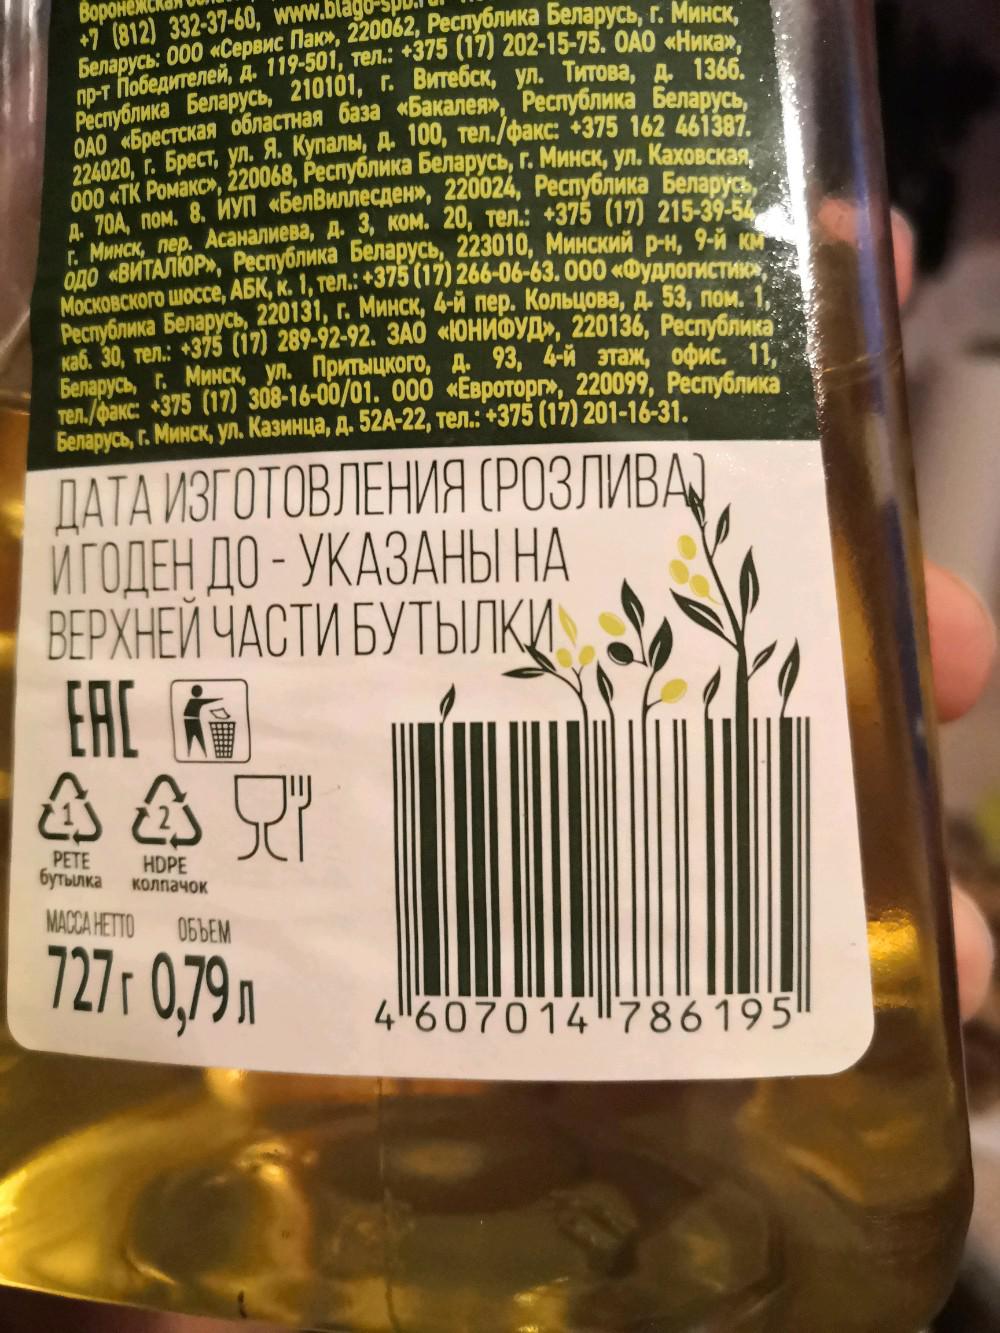 +7 (812) 332-37-60, www.blago-spb.ru
Беларусь: ООО «Сервис Пак», 220062, Республика Беларусь, г. Минск,
пр-т Победителей, д. 119-501, тел.: +375 (17) 202-15-75. ОАО «Ника»,
Республика Беларусь, 210101, г. Витебск, ул. Титова, д. 136б.
ОАО «Брестская областная база «Бакалея», Республика Беларусь,
224020, г. Брест, ул. Я. Купалы, д. 100, тел./факс: +375 162 461387.
ООО «ТК Ромакс», 220068, Республика Беларусь, г. Минск, ул. Каховская,
д. 70А, пом. 8. ИУП «БелВиллесден», 220024, Республика Беларусь,
г. Минск, пер. Асаналиева, д. 3, ком. 20, тел.: +375 (17) 215-39-54.
ОДО «ВИТАЛЮР», Республика Беларусь, 223010, Минский р-н, 9-й км
Московского шоссе, АБК, к. 1, тел.: +375 (17) 266-06-63. ООО «Фудлогистик»,
Республика Беларусь, 220131, г. Минск, 4-й пер. Кольцова, д. 53, пом. 1,
каб. 30, тел.: +375 (17) 289-92-92. ЗАО «ЮНИФУД», 220136, Республика
Беларусь, г. Минск, ул. Притыцкого, д. 93, 4-й этаж, офис. 11,
тел./факс: +375 (17) 308-16-00/01. ООО «Евроторг», 220099, Республика
Беларусь, г. Минск, ул. Казинца, д. 52А-22, тел.: +375 (17) 201-16-31.
ДАТА ИЗГОТОВЛЕНИЯ (РОЗЛИВА)
И ГОДЕН ДО - УКАЗАНЫ НА
ВЕРХНЕЙ ЧАСТИ БУТЫЛКИ
ЕАС
1 2
PETE HDPE
бутылка колпачок
МАССА НЕТТО ОБЪЕМ
727 г 0,79 л
4 607014 786195